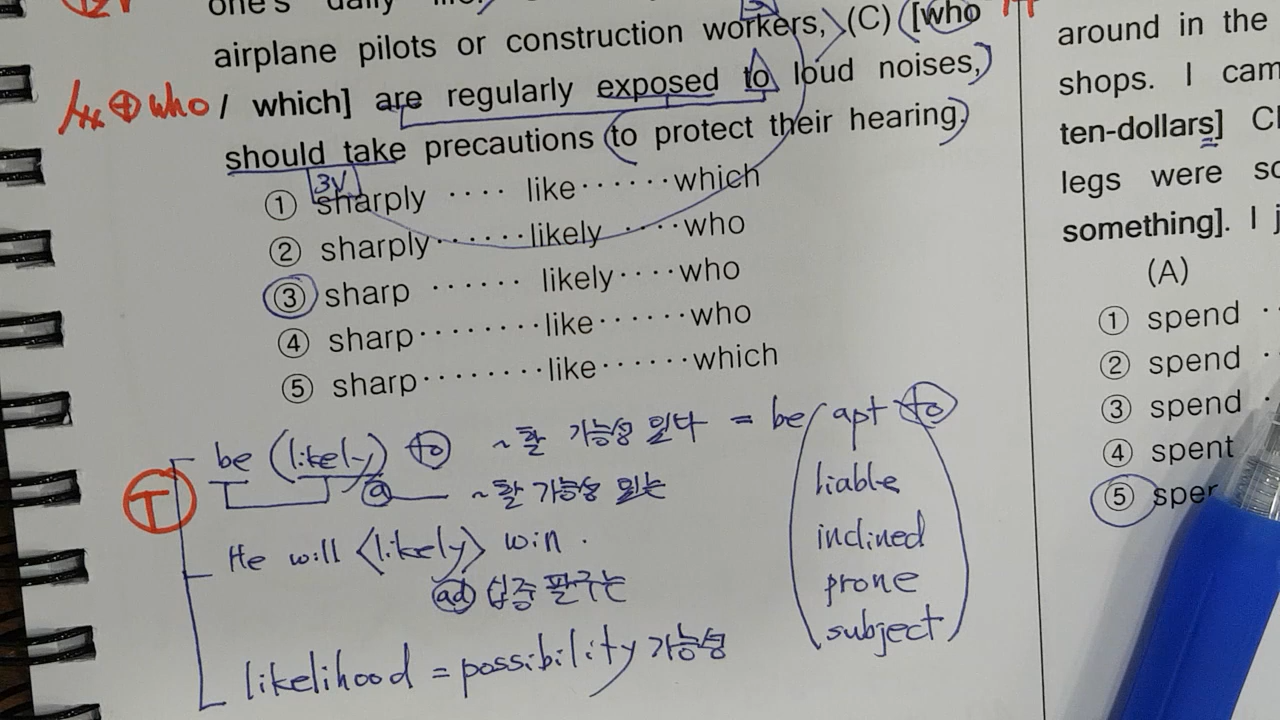 one's daily life
airplane pilots or construction workers, (C) [who
/ which] are regularly exposed to loud noises,
⊕ who
should take precautions to protect their hearing.
3V
① sharply ···· like ······ which
② sharply ······ likely ···· who
③ sharp ······ likely ···· who
④ sharp ········ like ······ who
⑤ sharp ········ like ······ which
T
be (likely) to ~할 가능성 있다 = be apt to
ⓐ ~할 가능성 있는
liable
He will <likely> win.
inclined
ad 십중팔구는
prone
subject
likelihood = possibility 가능성
around in the
shops. I cam
ten-dollars] C
legs were so
something]. I j
(A)
① spend
② spend
③ spend
④ spent
⑤ sper